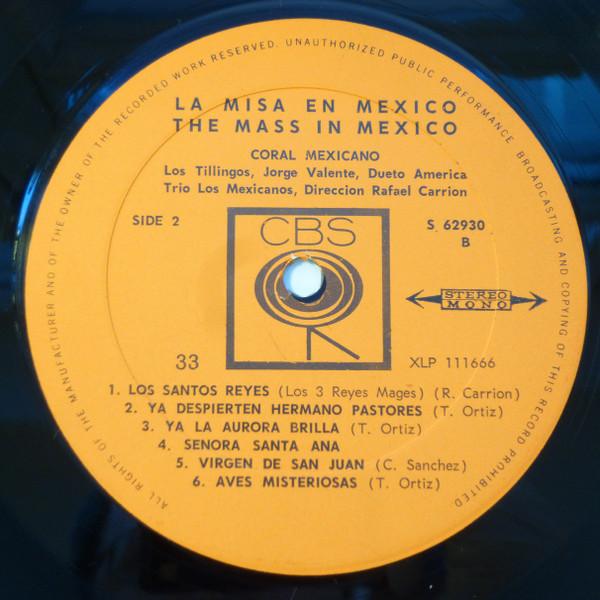 ALL RIGHTS OF THE MANUFACTURER AND OF THE OWNER OF THE RECORDED WORK RESERVED. UNAUTHORIZED PUBLIC PERFORMANCE BROADCASTING AND COPYING OF THIS RECORD PROHIBITED
LA MISA EN MEXICO
THE MASS IN MEXICO
CORAL MEXICANO
Los Tillingos, Jorge Valente, Dueto America
Trio Los Mexicanos, Direccion Rafael Carrion
SIDE 2
CBS
S 62930
B
STEREO
MONO
33
XLP 111666
1. LOS SANTOS REYES (Los 3 Reyes Mages) (R. Carrion)
2. YA DESPIERTEN HERMANO PASTORES (T. Ortiz)
3. YA LA AURORA BRILLA (T. Ortiz)
4. SENORA SANTA ANA
5. VIRGEN DE SAN JUAN (C. Sanchez)
6. AVES MISTERIOSAS (T. Ortiz)